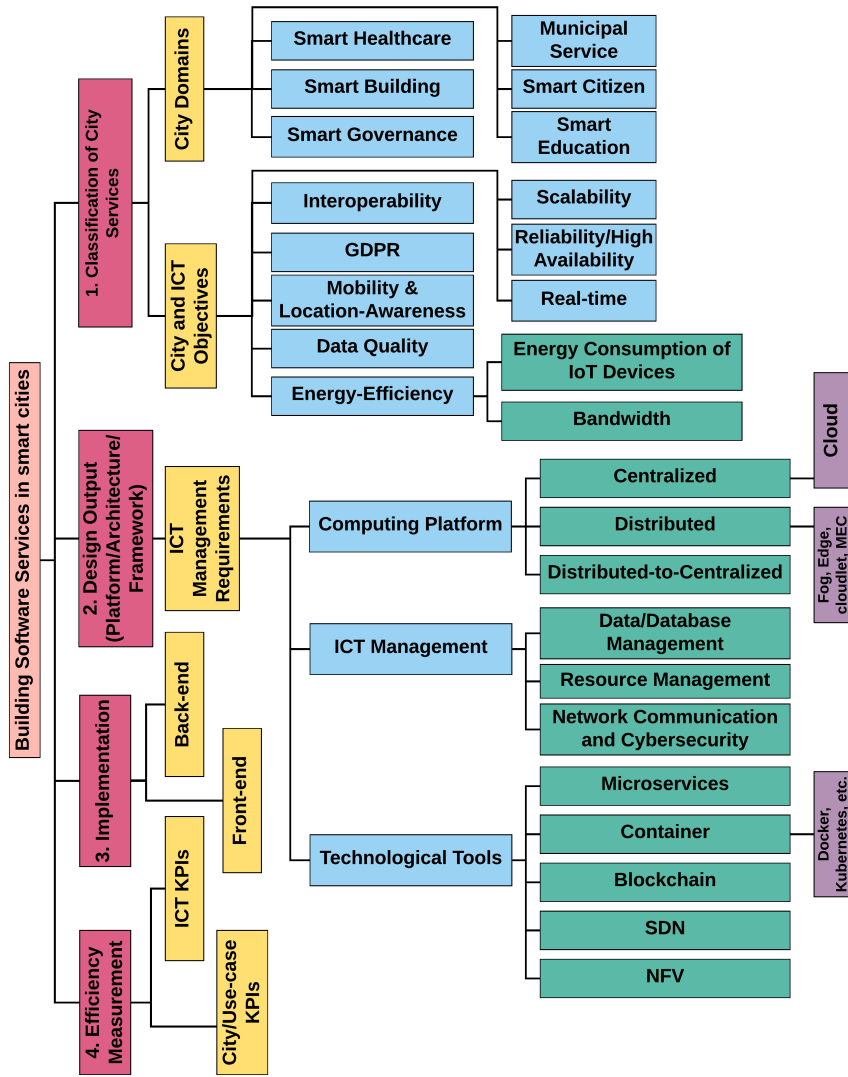 Building Software Services in smart cities
1. Classification of City
Services
City Domains
Smart Healthcare
Smart Building
Smart Governance
Municipal
Service
Smart Citizen
Smart
Education
City and ICT
Objectives
Interoperability
GDPR
Mobility &
Location-Awareness
Data Quality
Energy-Efficiency
Scalability
Reliability/High
Availability
Real-time
Energy Consumption of
IoT Devices
Bandwidth
2. Design Output
(Platform/Architecture/
Framework)
ICT
Management
Requirements
Computing Platform
Centralized
Cloud
Distributed
Fog, Edge,
cloudlet, MEC
Distributed-to-Centralized
ICT Management
Data/Database
Management
Resource Management
Network Communication
and Cybersecurity
Technological Tools
Microservices
Container
Docker,
Kubernetes, etc.
Blockchain
SDN
NFV
3. Implementation
Back-end
Front-end
4. Efficiency
Measurement
ICT KPIs
City/Use-case
KPIs